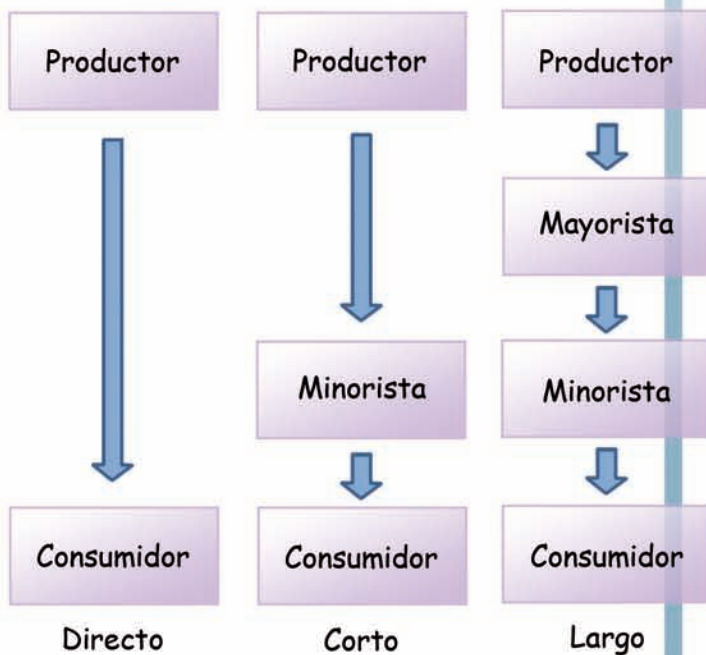 Productor
Productor
Productor
Mayorista
Minorista
Minorista
Consumidor
Consumidor
Consumidor
Directo
Corto
Largo